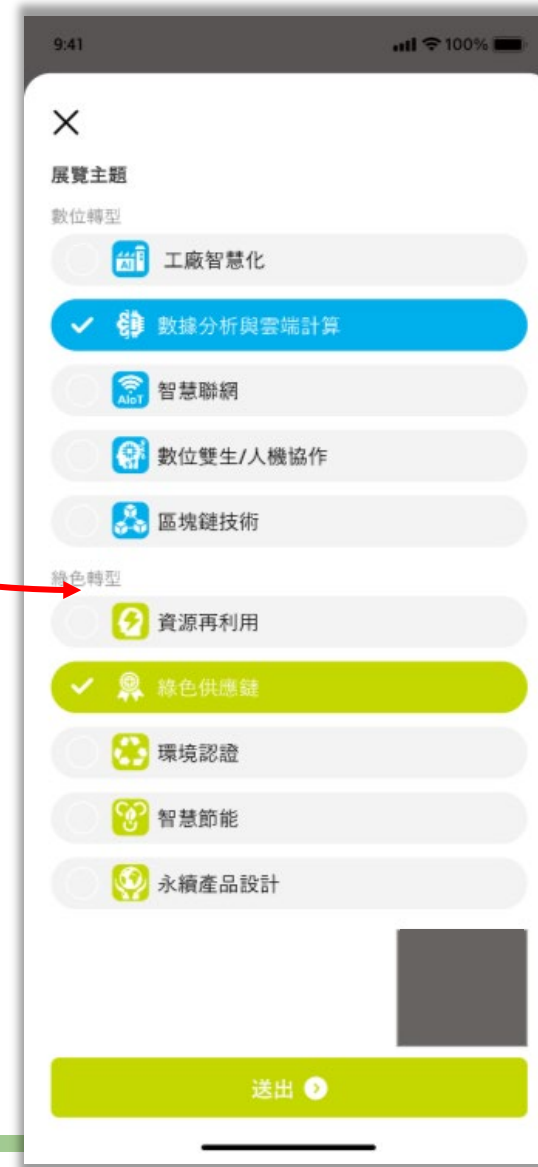 9:41
100%
展覽主題
數位轉型
AI
工廠智慧化
數據分析與雲端計算
AIoT
智慧聯網
數位雙生/人機協作
區塊鏈技術
綠色轉型
資源再利用
綠色供應鏈
環境認證
智慧節能
永續產品設計
送出